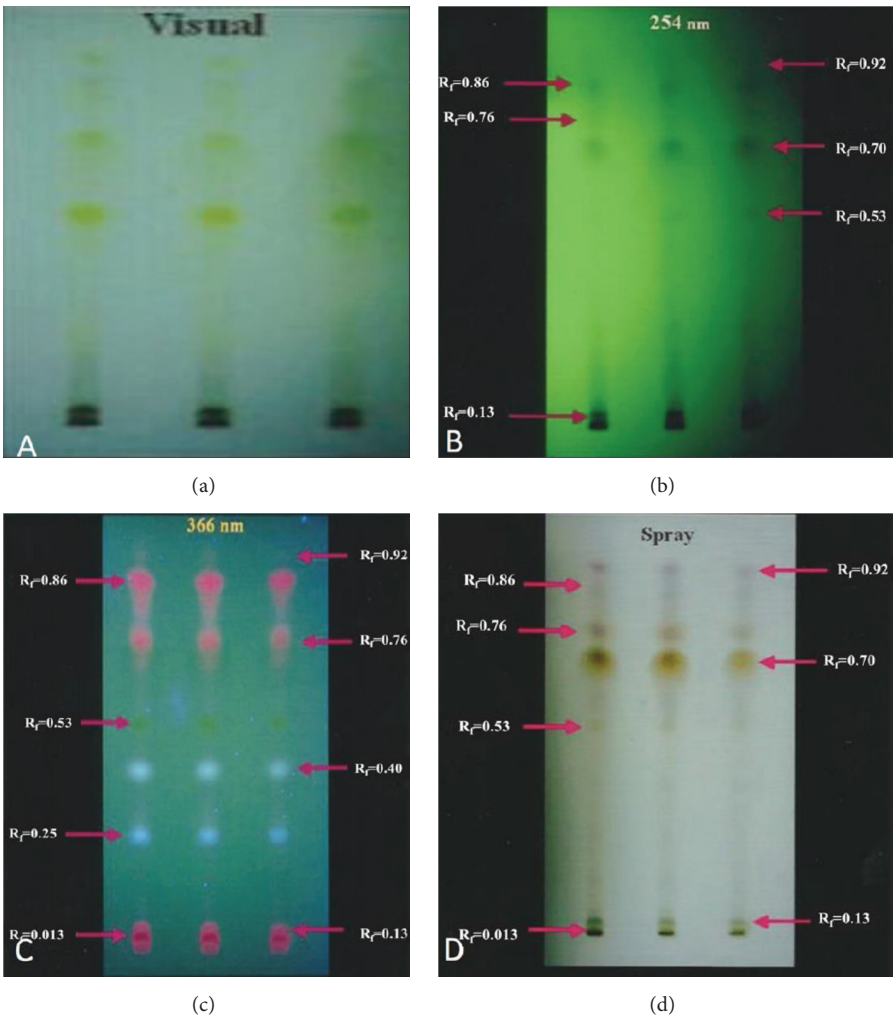 Visual
A
(a)
254 nm
Rf=0.92
Rf=0.86
Rf=0.76
Rf=0.70
Rf=0.53
Rf=0.13
B
(b)
366 nm
Rf=0.92
Rf=0.86
Rf=0.76
Rf=0.53
Rf=0.40
Rf=0.25
Rf=0.013
Rf=0.13
C
(c)
Spray
Rf=0.92
Rf=0.86
Rf=0.76
Rf=0.70
Rf=0.53
Rf=0.13
Rf=0.013
D
(d)